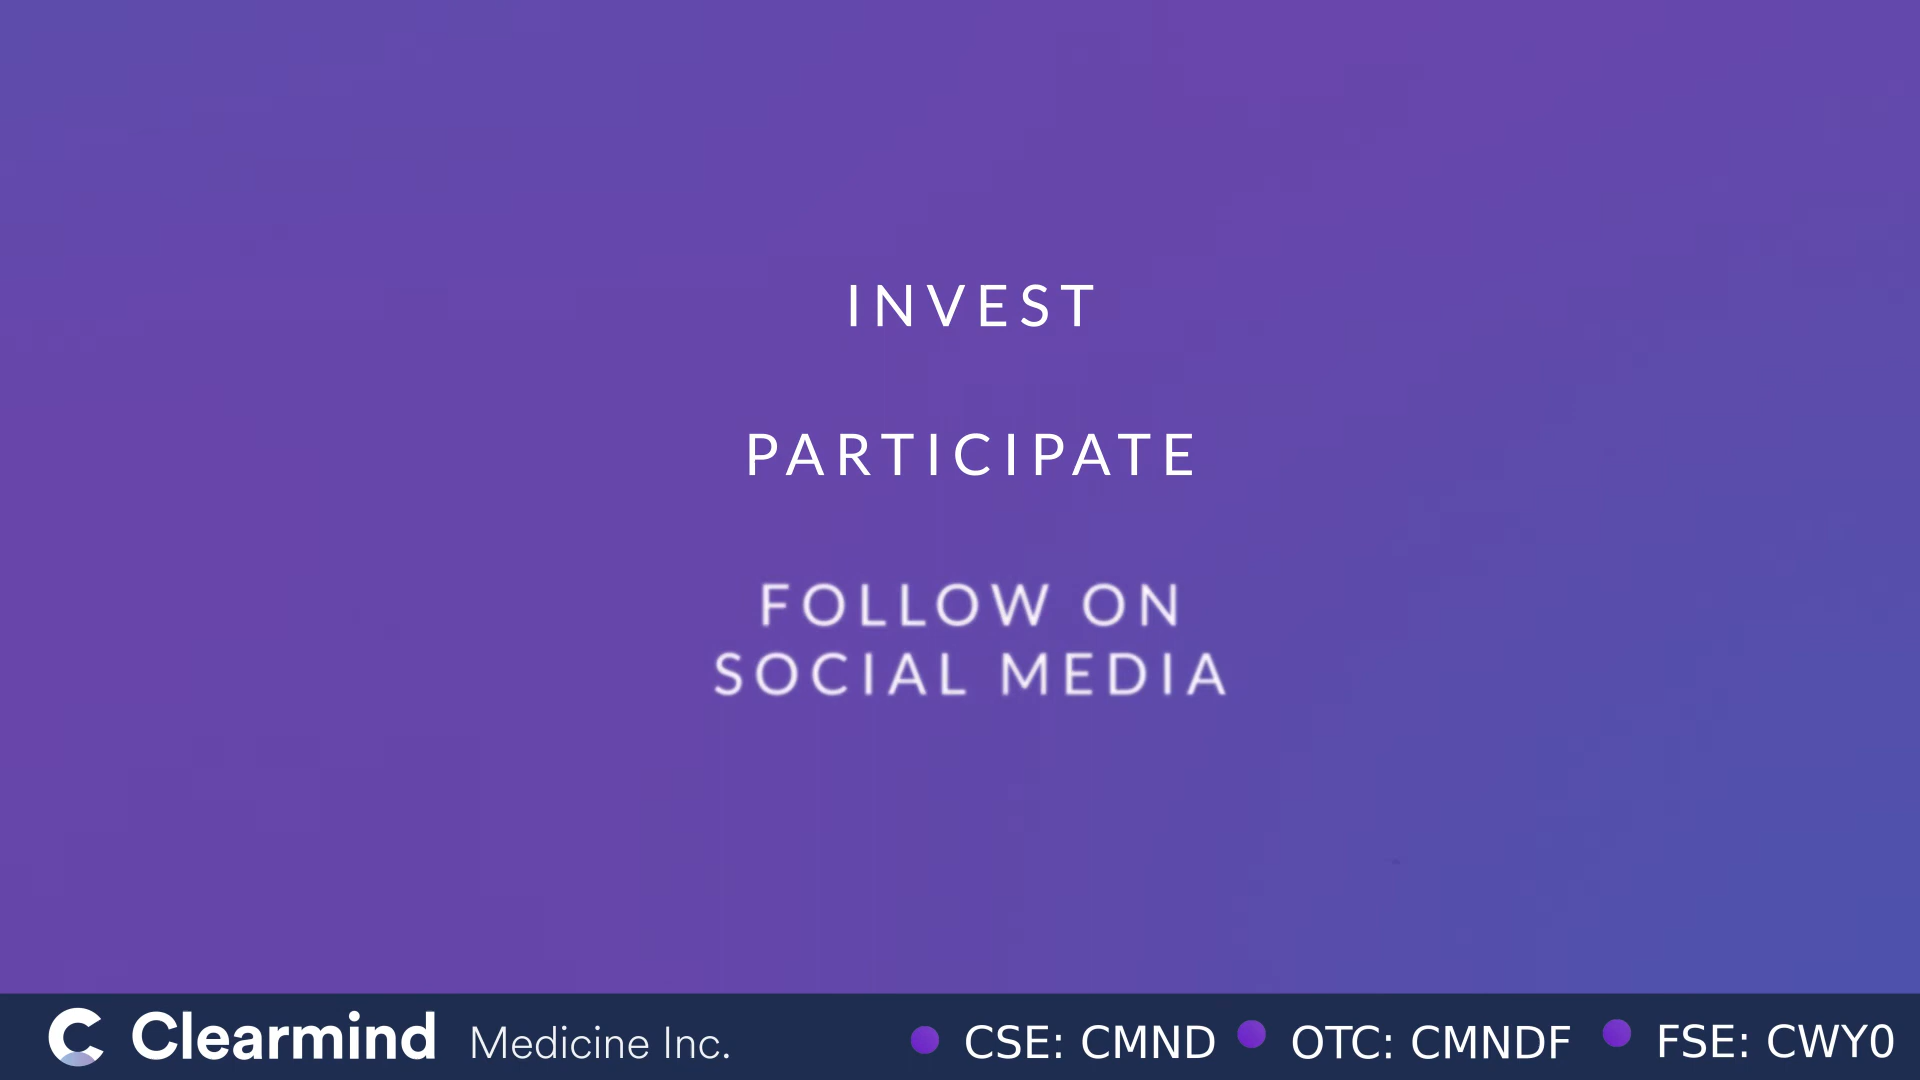 INVEST
PARTICIPATE
FOLLOW ON
SOCIAL MEDIA
Clearmind Medicine Inc. CSE: CMND OTC: CMNDF FSE: CWY0